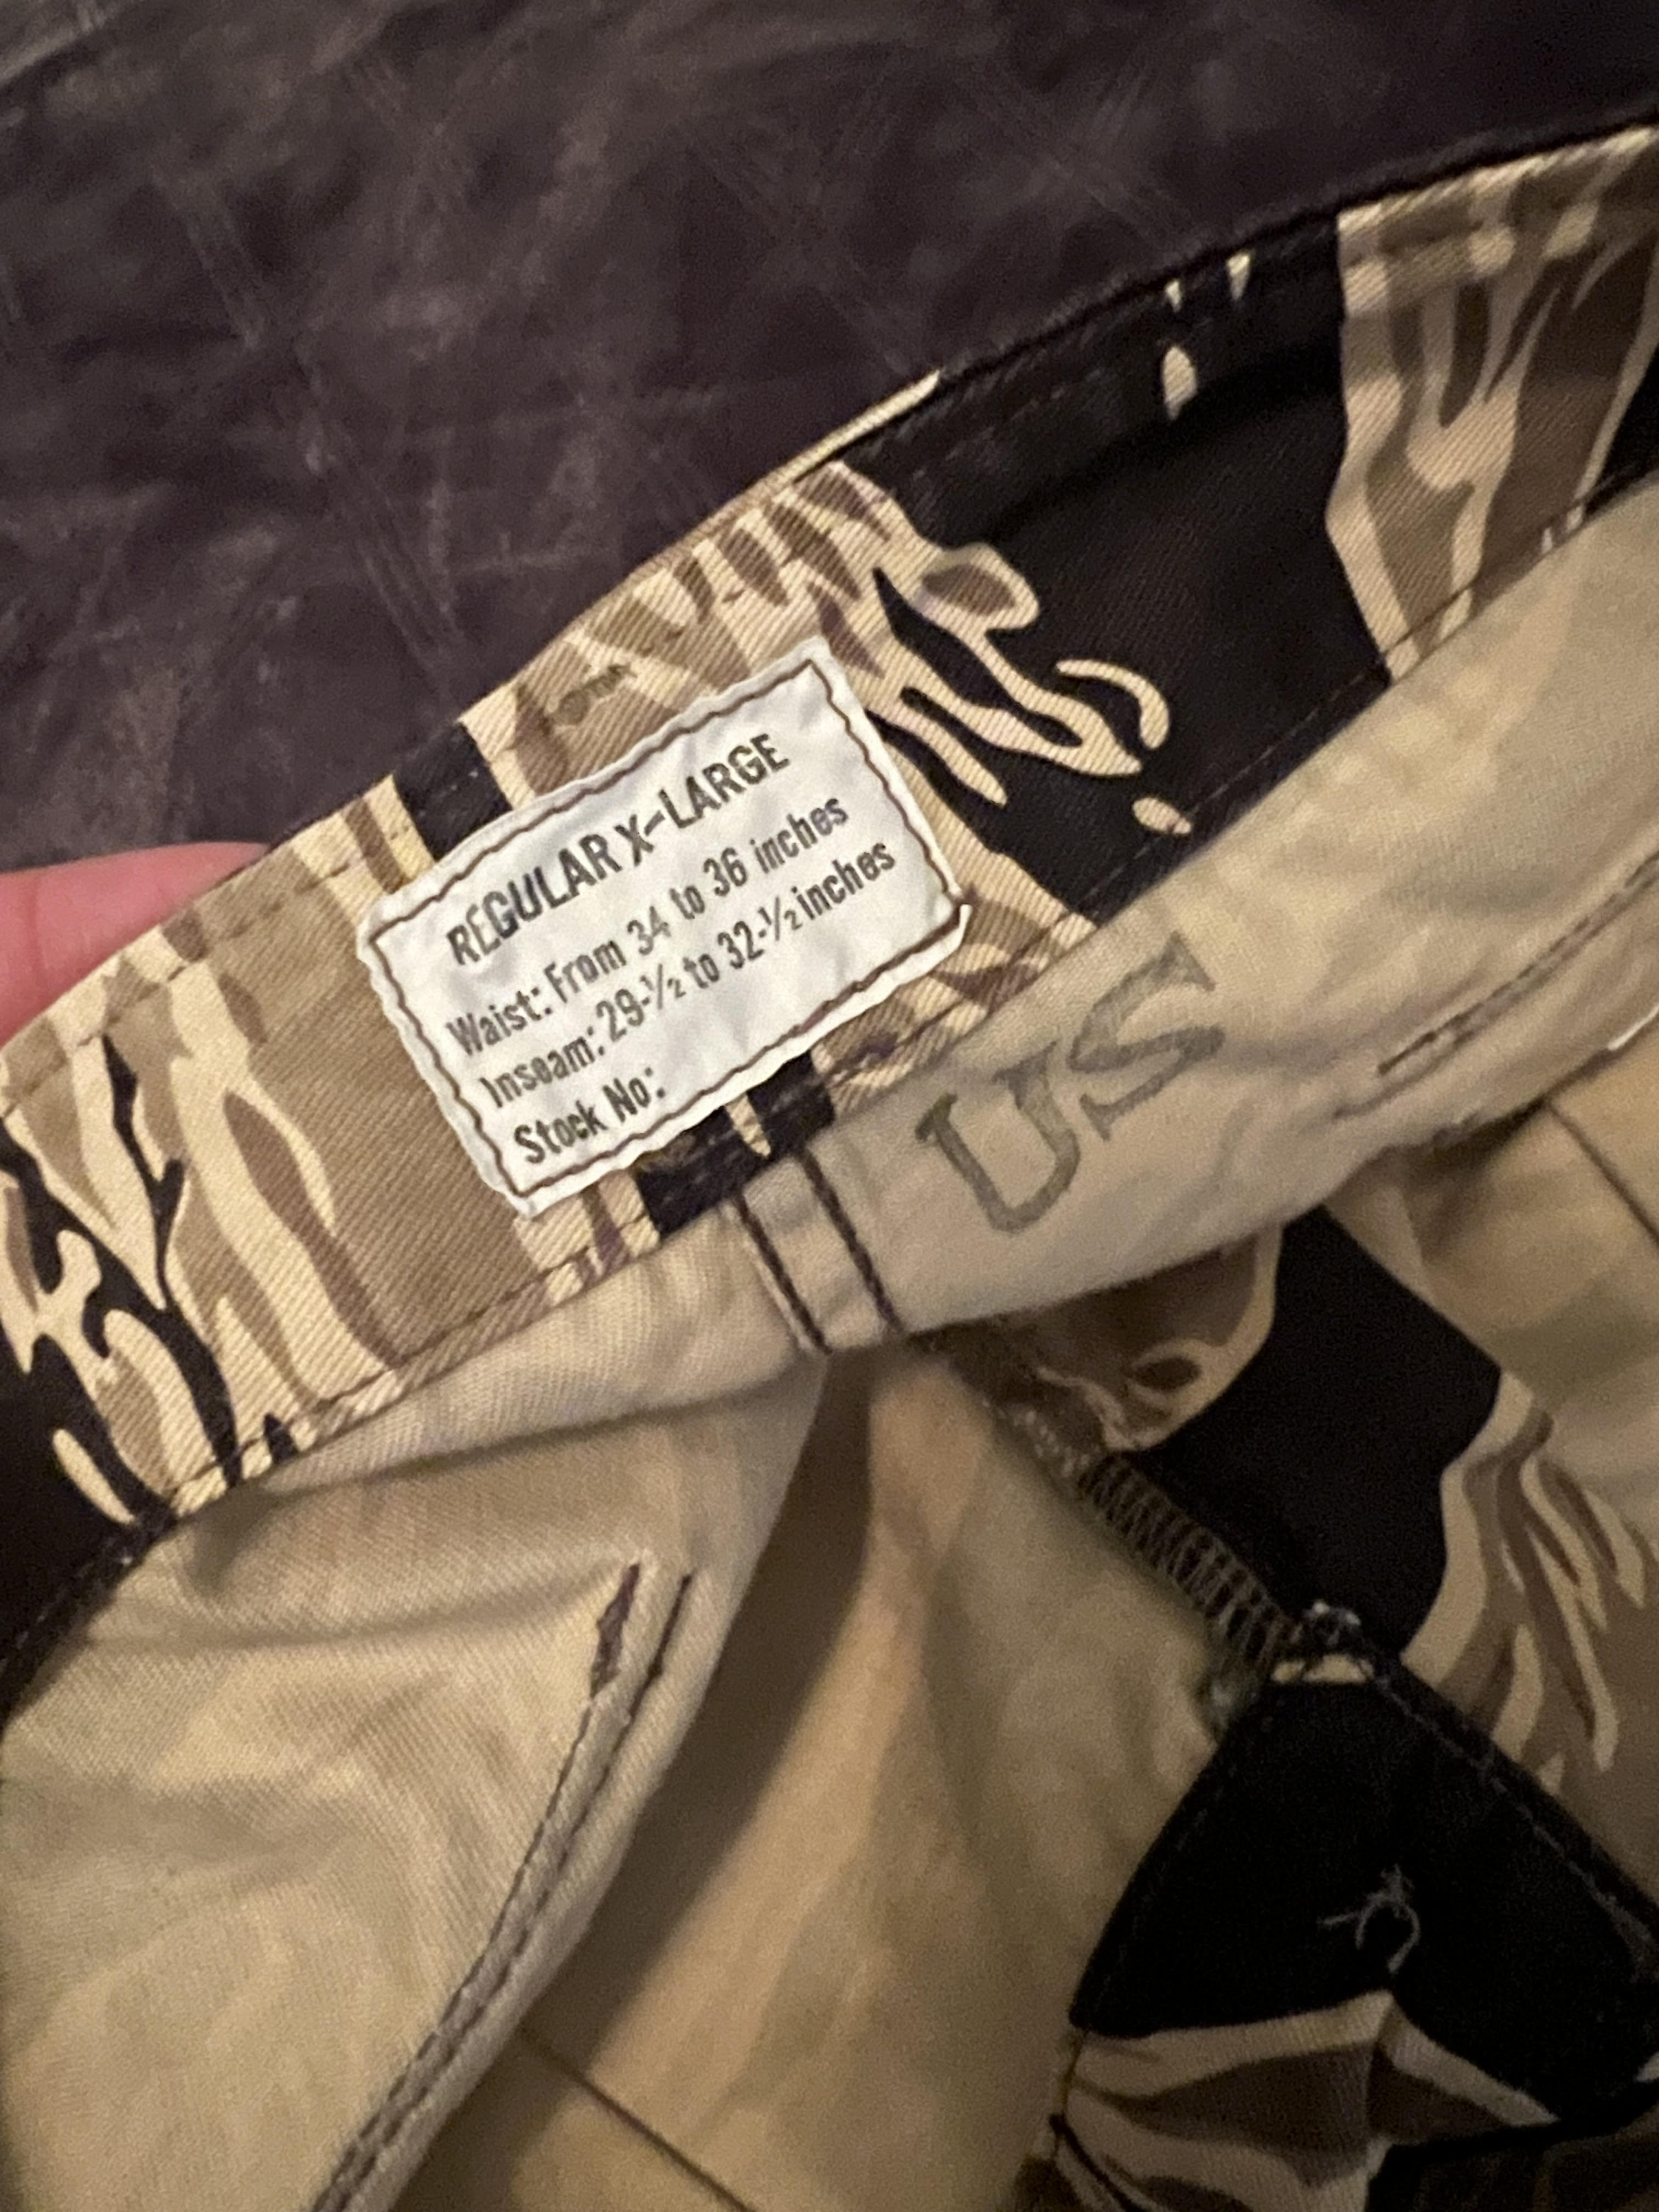 REGULAR X-LARGE
Waist: From 34 to 36 inches
Inseam: 29-½ to 32-½ inches
Stock No:
US